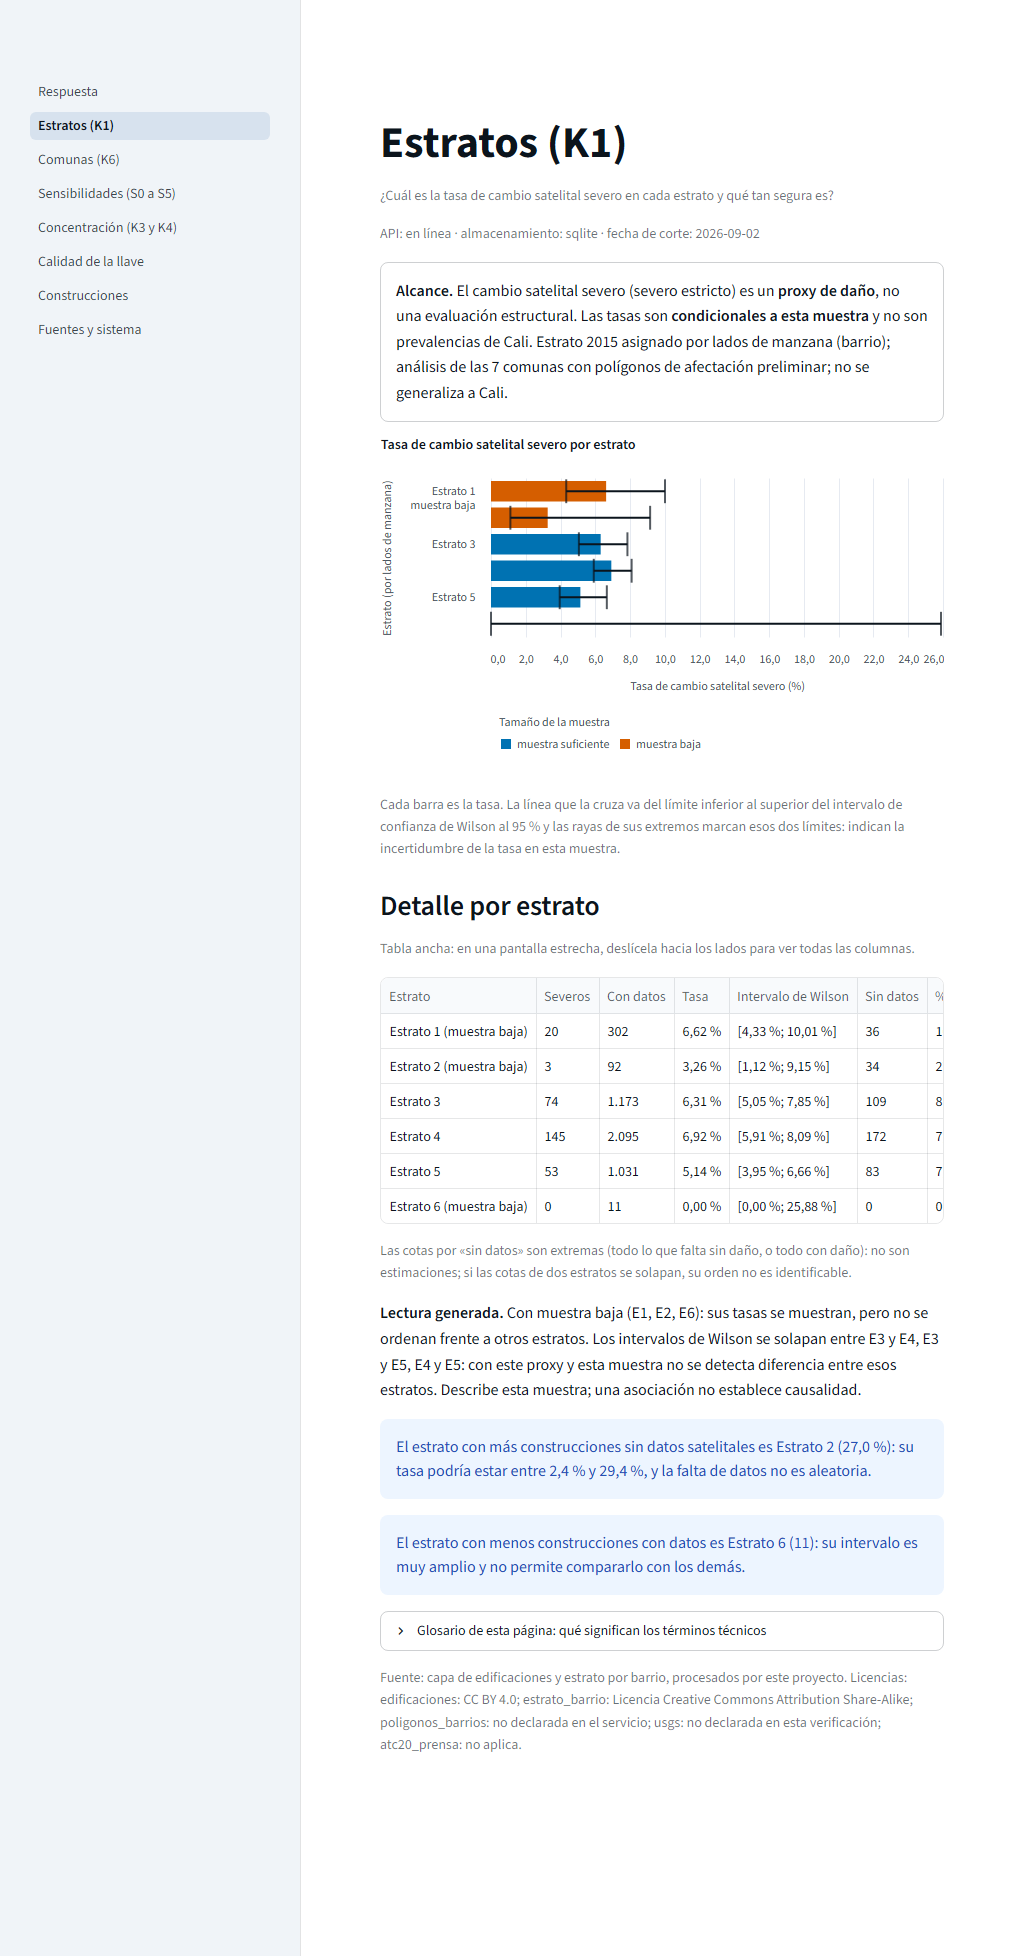 Respuesta
Estratos (K1)
Comunas (K6)
Sensibilidades (S0 a S5)
Concentración (K3 y K4)
Calidad de la llave
Construcciones
Fuentes y sistema
Estratos (K1)
¿Cuál es la tasa de cambio satelital severo en cada estrato y qué tan segura es?
API: en línea · almacenamiento: sqlite · fecha de corte: 2026-09-02
Alcance. El cambio satelital severo (severo estricto) es un proxy de daño, no
una evaluación estructural. Las tasas son condicionales a esta muestra y no son
prevalencias de Cali. Estrato 2015 asignado por lados de manzana (barrio);
análisis de las 7 comunas con polígonos de afectación preliminar; no se
generaliza a Cali.
Tasa de cambio satelital severo por estrato
Estrato (por lados de manzana)
Estrato 1
muestra baja
Estrato 3
Estrato 5
0,0 2,0 4,0 6,0 8,0 10,0 12,0 14,0 16,0 18,0 20,0 22,0 24,0 26,0
Tasa de cambio satelital severo (%)
Tamaño de la muestra
muestra suficiente muestra baja
Cada barra es la tasa. La línea que la cruza va del límite inferior al superior del intervalo de
confianza de Wilson al 95 % y las rayas de sus extremos marcan esos dos límites: indican la
incertidumbre de la tasa en esta muestra.
Detalle por estrato
Tabla ancha: en una pantalla estrecha, deslícela hacia los lados para ver todas las columnas.
Estrato Severos Con datos Tasa Intervalo de Wilson Sin datos %
Estrato 1 (muestra baja) 20 302 6,62 % [4,33 %; 10,01 %] 36 1
Estrato 2 (muestra baja) 3 92 3,26 % [1,12 %; 9,15 %] 34 2
Estrato 3 74 1.173 6,31 % [5,05 %; 7,85 %] 109 8
Estrato 4 145 2.095 6,92 % [5,91 %; 8,09 %] 172 7
Estrato 5 53 1.031 5,14 % [3,95 %; 6,66 %] 83 7
Estrato 6 (muestra baja) 0 11 0,00 % [0,00 %; 25,88 %] 0 0
Las cotas por «sin datos» son extremas (todo lo que falta sin daño, o todo con daño): no son
estimaciones; si las cotas de dos estratos se solapan, su orden no es identificable.
Lectura generada. Con muestra baja (E1, E2, E6): sus tasas se muestran, pero no se
ordenan frente a otros estratos. Los intervalos de Wilson se solapan entre E3 y E4, E3
y E5, E4 y E5: con este proxy y esta muestra no se detecta diferencia entre esos
estratos. Describe esta muestra; una asociación no establece causalidad.
El estrato con más construcciones sin datos satelitales es Estrato 2 (27,0 %): su
tasa podría estar entre 2,4 % y 29,4 %, y la falta de datos no es aleatoria.
El estrato con menos construcciones con datos es Estrato 6 (11): su intervalo es
muy amplio y no permite compararlo con los demás.
Glosario de esta página: qué significan los términos técnicos
Fuente: capa de edificaciones y estrato por barrio, procesados por este proyecto. Licencias:
edificaciones: CC BY 4.0; estrato_barrio: Licencia Creative Commons Attribution Share-Alike;
poligonos_barrios: no declarada en el servicio; usgs: no declarada en esta verificación;
atc20_prensa: no aplica.